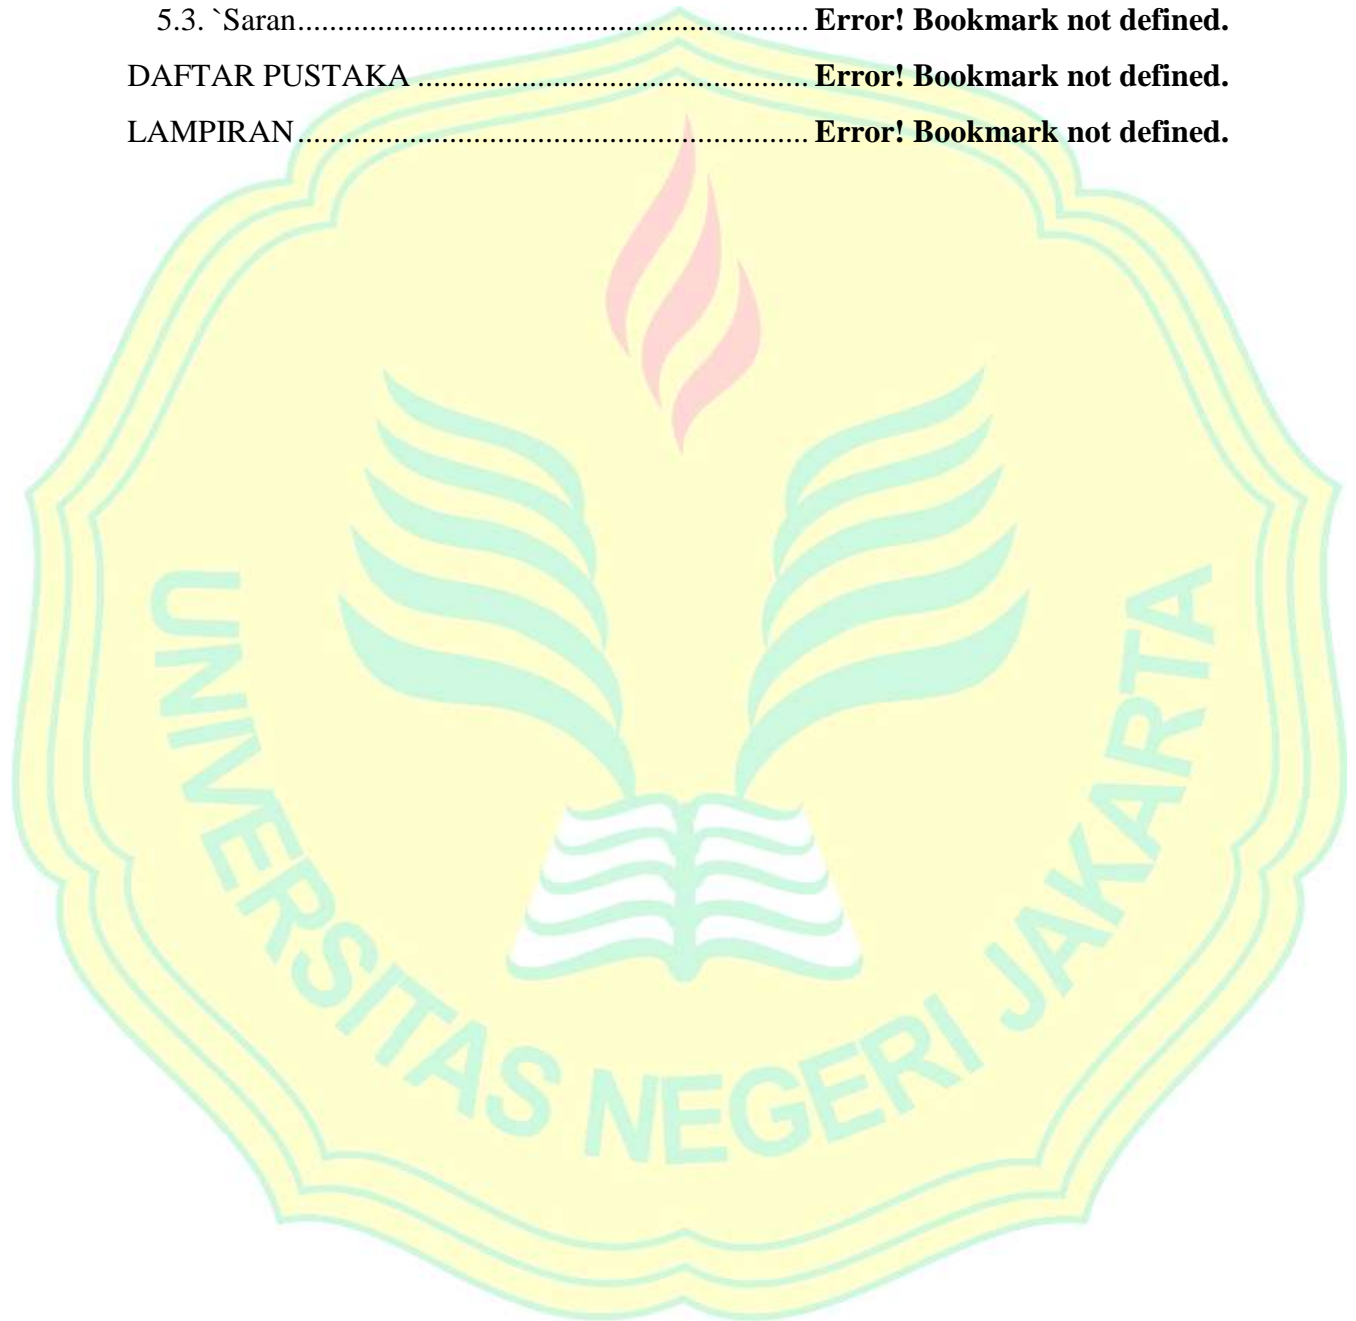 5.3. `Saran................................................................. Error! Bookmark not defined.
DAFTAR PUSTAKA .................................................. Error! Bookmark not defined.
LAMPIRAN................................................................. Error! Bookmark not defined.
UNIVERSITAS NEGERI JAKARTA